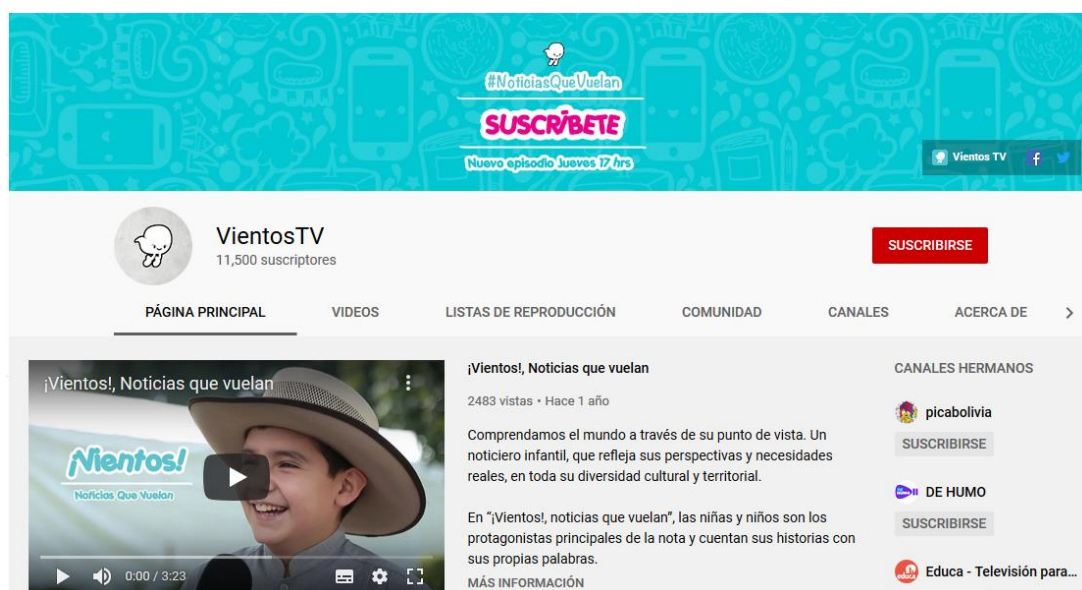 #NoticiasQueVuelan
SUSCRÍBETE
Nuevo episodio Jueves 17 hrs
Vientos TV
VientosTV
11,500 suscriptores
SUSCRIBIRSE
PÁGINA PRINCIPAL VIDEOS LISTAS DE REPRODUCCIÓN COMUNIDAD CANALES ACERCA DE
¡Vientos!, Noticias que vuelan
¡Vientos!
Noticias Que Vuelan
0:00 / 3:23
¡Vientos!, Noticias que vuelan
2483 vistas • Hace 1 año
Comprendamos el mundo a través de su punto de vista. Un
noticiero infantil, que refleja sus perspectivas y necesidades
reales, en toda su diversidad cultural y territorial.
En “¡Vientos!, noticias que vuelan”, las niñas y niños son los
protagonistas principales de la nota y cuentan sus historias con
sus propias palabras.
MÁS INFORMACIÓN
CANALES HERMANOS
picabolivia
SUSCRIBIRSE
DE HUMO
SUSCRIBIRSE
educa
Educa - Televisión para...